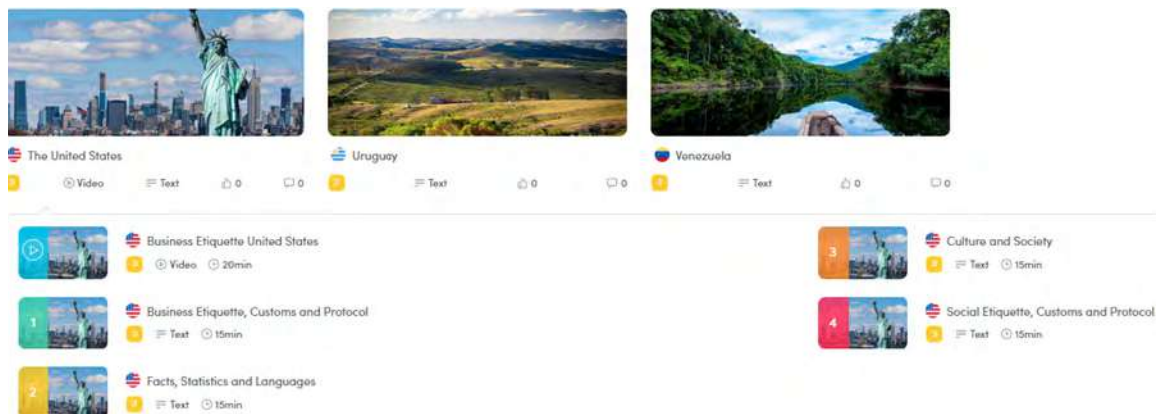 The United States
Video Text 0 0
Uruguay
Text 0 0
Venezuela
Text 0 0
Business Etiquette United States
Video 20min
1
Business Etiquette, Customs and Protocol
Text 15min
2
Facts, Statistics and Languages
Text 15min
3
Culture and Society
Text 15min
4
Social Etiquette, Customs and Protocol
Text 15min